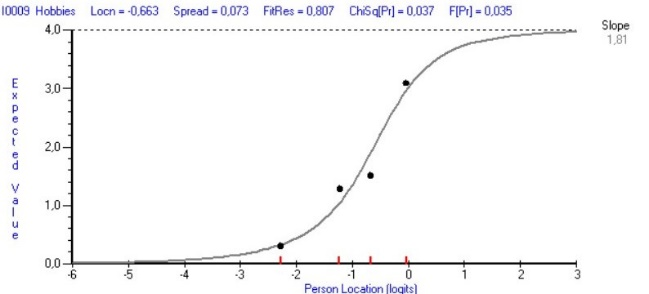 I0009 Hobbies Locn = -0,663 Spread = 0,073 FitRes = 0,807 ChiSq[Pr] = 0,037 F[Pr] = 0,035
Slope
1,81
4,0
3,0
2,0
1,0
0,0
Expected Value
-6 -5 -4 -3 -2 -1 0 1 2 3
Person Location (logits)